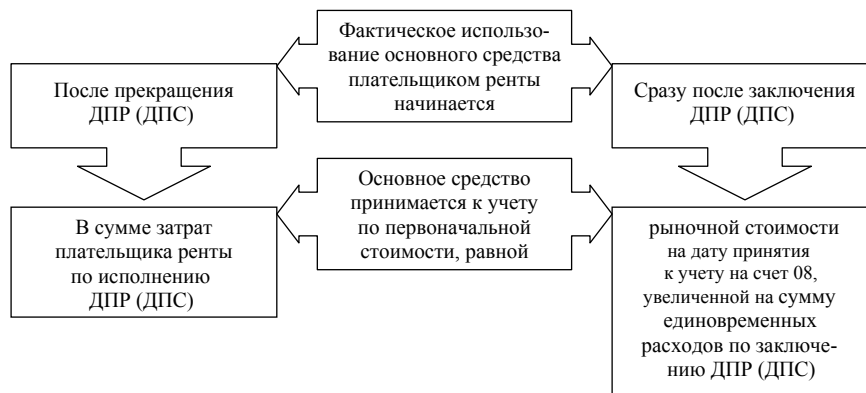 Фактическое использо-
вание основного средства
плательщиком ренты
начинается
После прекращения
ДПР (ДПС)
Сразу после заключения
ДПР (ДПС)
Основное средство
принимается к учету
по первоначальной
стоимости, равной
В сумме затрат
плательщика ренты
по исполнению
ДПР (ДПС)
рыночной стоимости
на дату принятия
к учету на счет 08,
увеличенной на сумму
единовременных
расходов по заключе-
нию ДПР (ДПС)